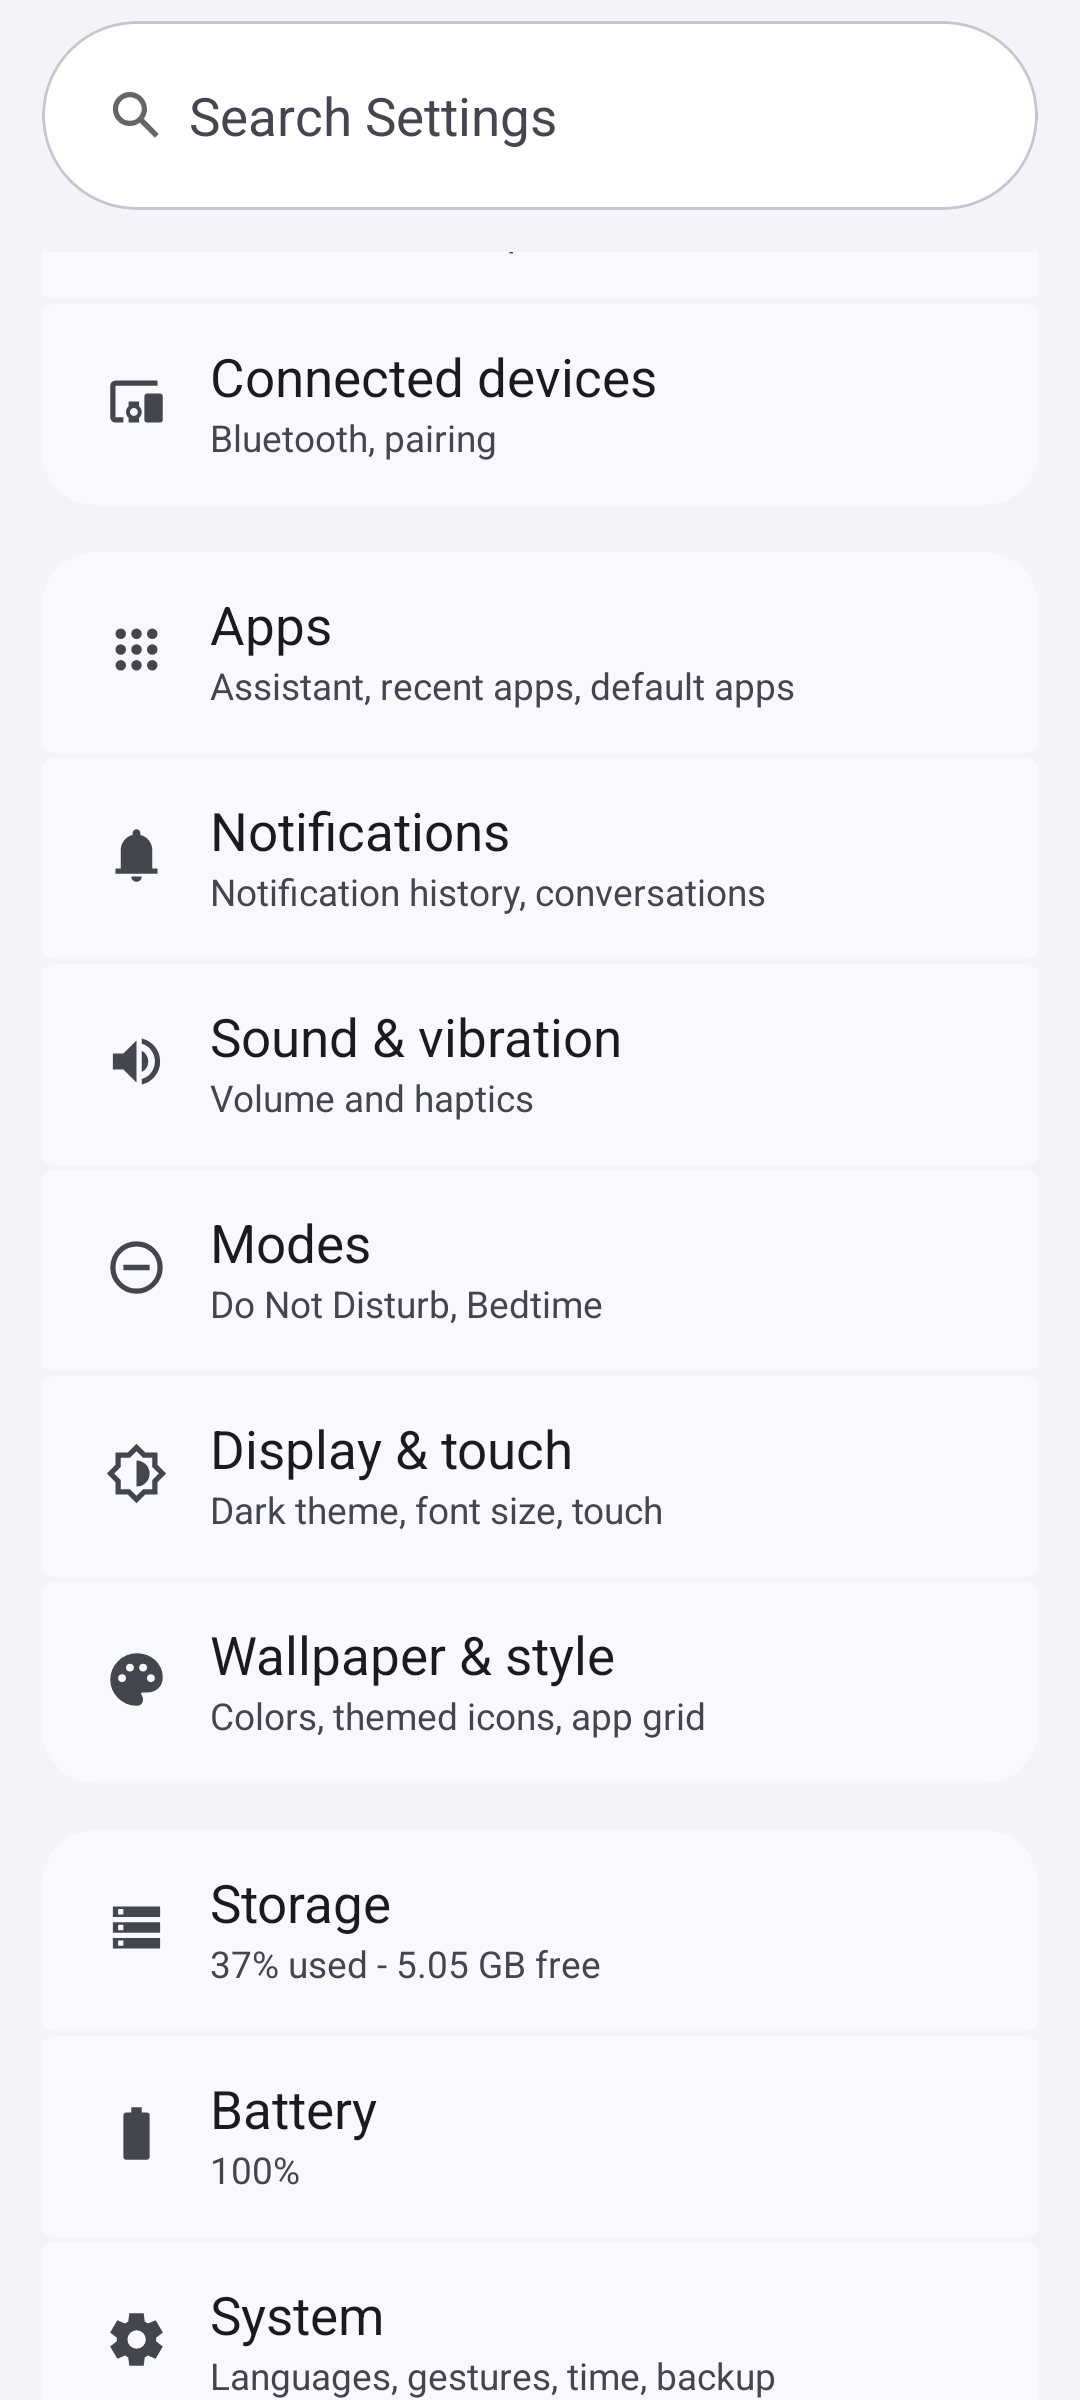 Search Settings
Connected devices
Bluetooth, pairing
Apps
Assistant, recent apps, default apps
Notifications
Notification history, conversations
Sound & vibration
Volume and haptics
Modes
Do Not Disturb, Bedtime
Display & touch
Dark theme, font size, touch
Wallpaper & style
Colors, themed icons, app grid
Storage
37% used - 5.05 GB free
Battery
100%
System
Languages, gestures, time, backup